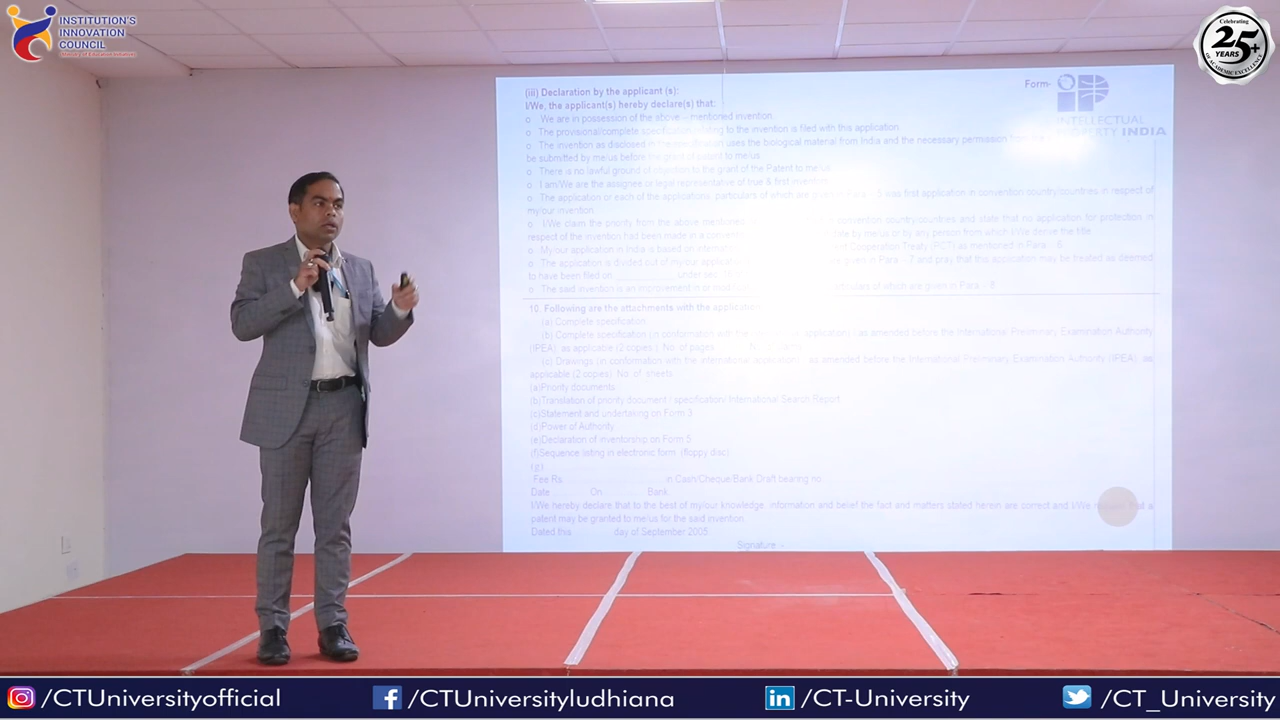 INSTITUTION'S
INNOVATION
COUNCIL
(Ministry of Education Initiative)
Celebrating
25+
YEARS
OF ACADEMIC EXCELLENCE
Form-
iP
INTELLECTUAL
PROPERTY INDIA
(iii) Declaration by the applicant (s):
I/We, the applicant(s) hereby declare(s) that:
o We are in possession of the above – mentioned invention.
o The provisional/complete specification relating to the invention is filed with this application.
o The invention as disclosed in the uses the biological material from India and the necessary permission from
be submitted by me/us before the grant of patent to me/us.
o There is no lawful ground of objection to the grant of the Patent to me/us.
o I am/We are the assignee or legal representative of true & first
o The application or each of the applications, particulars of which are given in Para – 5 was first application in convention country/countries in respect of
my/our invention.
o I/We claim the priority from the above mentioned convention country/countries and state that no application for protection in
respect of the invention had been made in a by me/us or by any person from which I/We derive the title.
o My/our application in India is based on Cooperation Treaty (PCT) as mentioned in Para – 6.
o The application is divided out of my/our given in Para – 7 and pray that this application may be treated as deemed
to have been filed on under sec.
o The said invention is an improvement in or of which are given in Para – 8.
10. Following are the attachments with the application:
(a) Complete specification
(b) Complete specification (in conformation with the application) as amended before the International Preliminary Examination Authority
(IPEA), as applicable (2 copies). No. of pages
(c) Drawings (in conformation with the international application) as amended before the International Preliminary Examination Authority (IPEA), as
applicable (2 copies). No. of sheets
(a)Priority documents
(b)Translation of priority document / specification/ International Search Report
(c)Statement and undertaking on Form 3
(d)Power of Authority
(e)Declaration of inventorship on Form 5
(f)Sequence listing in electronic form (floppy disc)
Fee Rs. in Cash/Cheque/Bank Draft bearing no.
Date On Bank.
I/We hereby declare that to the best of my/our knowledge, information and belief the fact and matters stated herein are correct and I/We that a
patent may be granted to me/us for the said invention.
Dated this day of September 2005.
Signature :-
/CTUniversityofficial
/CTUniversityludhiana
/CT-University
/CT_University